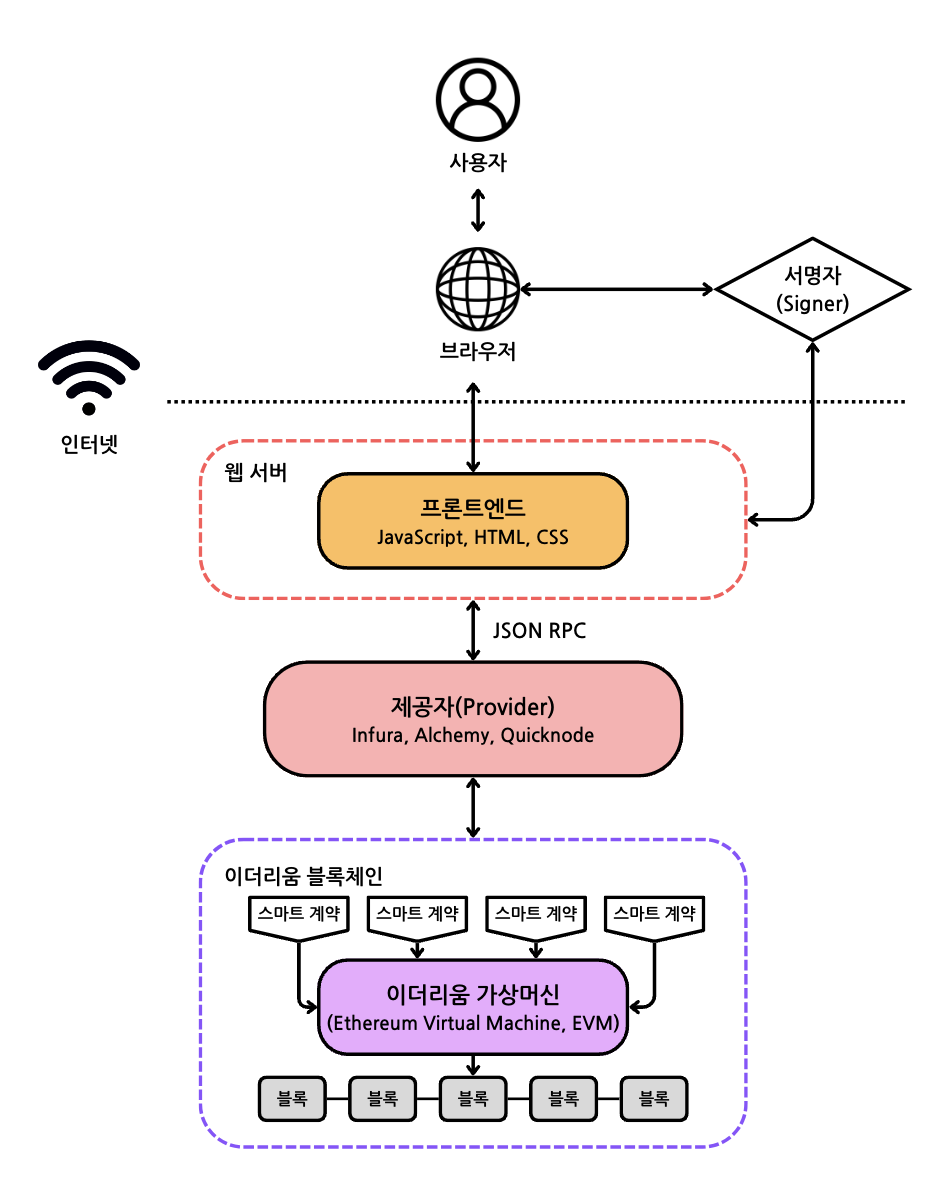 사용자
브라우저
서명자
(Signer)
인터넷
웹 서버
프론트엔드
JavaScript, HTML, CSS
JSON RPC
제공자(Provider)
Infura, Alchemy, Quicknode
이더리움 블록체인
스마트 계약
스마트 계약
스마트 계약
스마트 계약
이더리움 가상머신
(Ethereum Virtual Machine, EVM)
블록
블록
블록
블록
블록